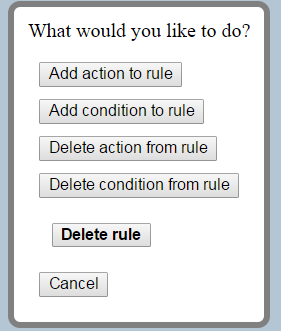 What would you like to do?
Add action to rule
Add condition to rule
Delete action from rule
Delete condition from rule
Delete rule
Cancel